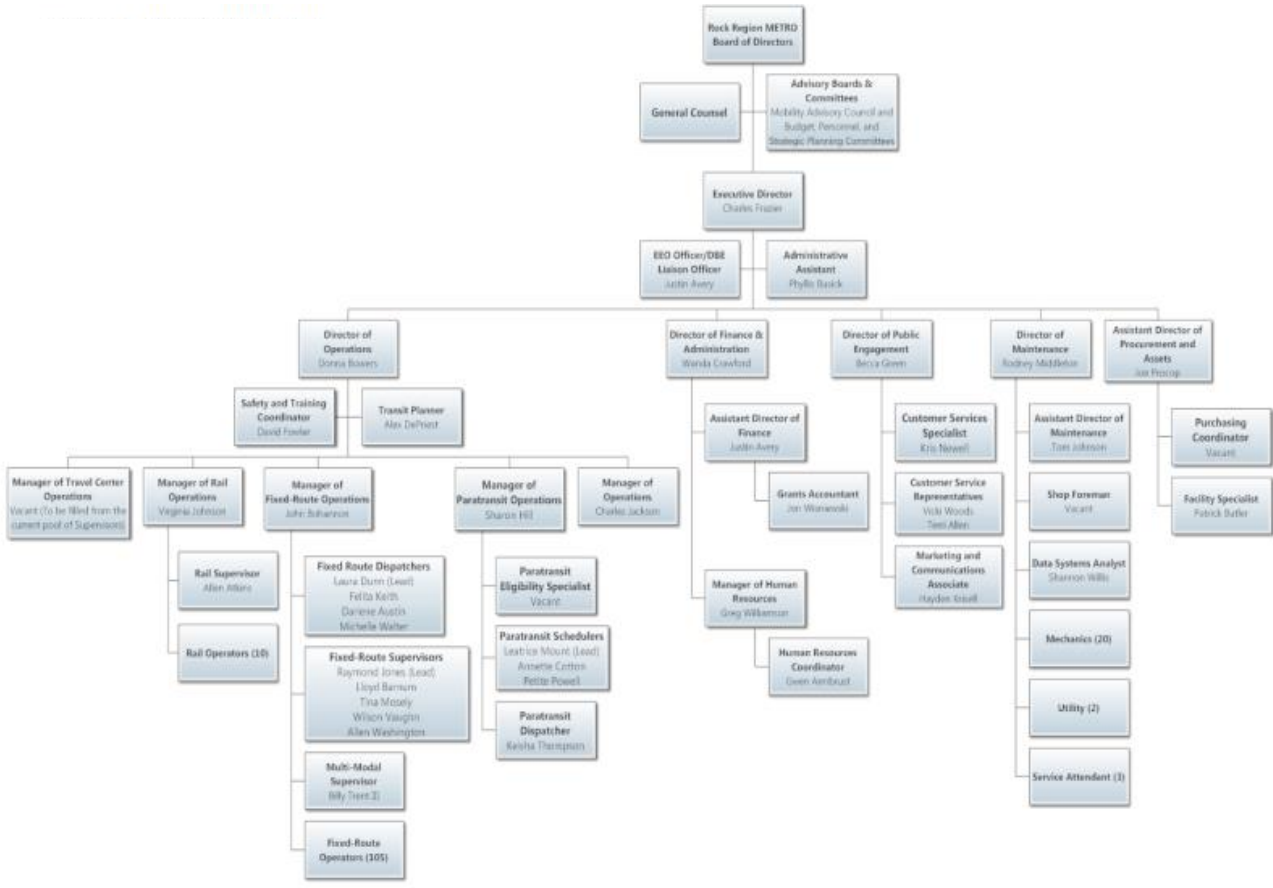 Rock Region METRO
Board of Directors
General Counsel
Advisory Boards &
Committees
Mobility Advisory Council and
Budget, Personnel, and
Strategic Planning Committees
Executive Director
Charles Frazier
EEO Officer/DBE
Liaison Officer
Justin Avery
Administrative
Assistant
Phyllis Busick
Director of
Operations
Donna Bowers
Director of Finance &
Administration
Wanda Crawford
Director of Public
Engagement
Becca Green
Director of
Maintenance
Rodney Middleton
Assistant Director of
Procurement and
Assets
Procop
Safety and Training
Coordinator
David Fowler
Transit Planner
Alex DePriest
Manager of Travel Center
Operations
Vacant (To be filled from the
current pool of Supervisors)
Manager of Rail
Operations
Virginia Johnson
Manager of
Fixed-Route Operations
John Bohannon
Manager of
Paratransit Operations
Sharon Hill
Manager of
Operations
Charles Jackson
Rail Supervisor
Allen Atkins
Rail Operators (10)
Fixed Route Dispatchers
Laura Dunn (Lead)
Felita Keith
Darlene Austin
Michelle Walter
Fixed-Route Supervisors
Raymond Jones (Lead)
Lloyd Barnum
Tina Mosely
Wilson Vaughn
Allen Washington
Multi-Modal
Supervisor
Billy Trent II
Fixed-Route
Operators (105)
Paratransit
Eligibility Specialist
Vacant
Paratransit Schedulers
Leatrice Mount (Lead)
Annette Cotton
Petite Powell
Paratransit
Dispatcher
Keisha Thompson
Assistant Director of
Finance
Justin Avery
Grants Accountant
Jon Wisniewski
Manager of Human
Resources
Greg Williamson
Human Resources
Coordinator
Gwen Armbrust
Customer Services
Specialist
Kris Newell
Customer Service
Representatives
Vicki Woods
Terri Allen
Marketing and
Communications
Associate
Hayden
Assistant Director of
Maintenance
Tom Johnson
Shop Foreman
Vacant
Data Systems Analyst
Shannon Willis
Mechanics (20)
Utility (2)
Service Attendant (3)
Purchasing
Coordinator
Vacant
Facility Specialist
Patrick Butler